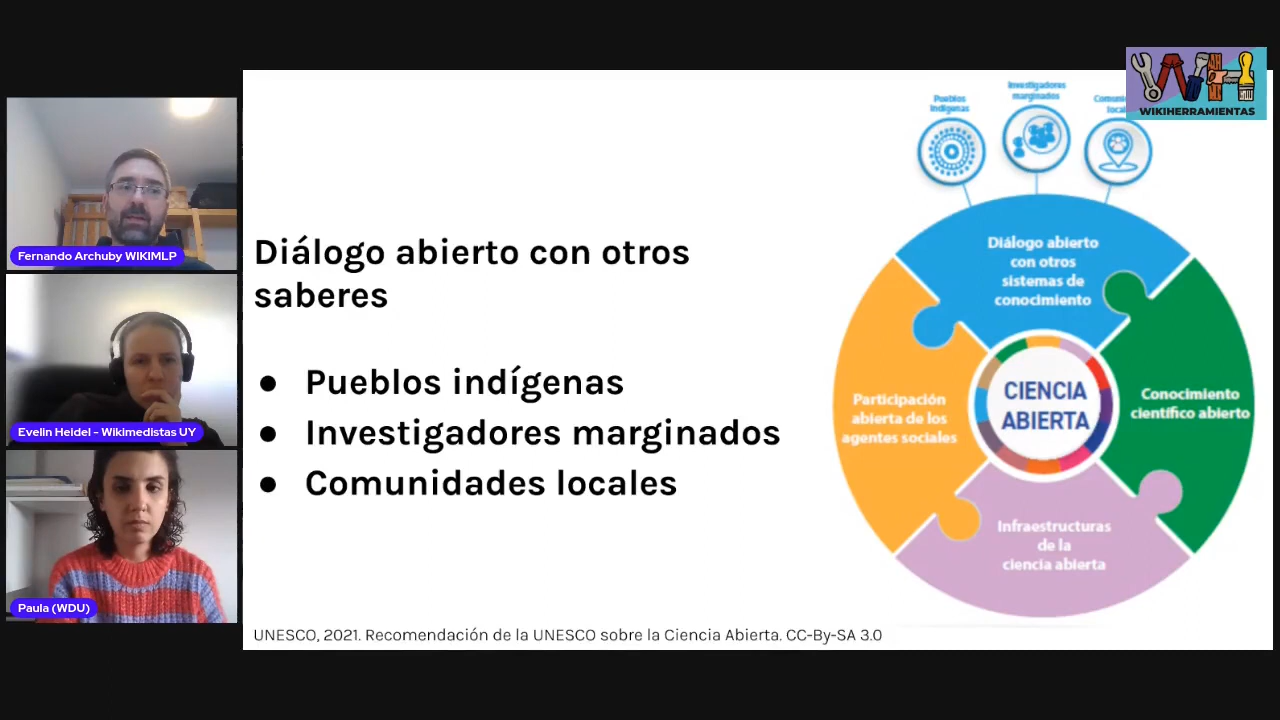 WIKIHERRAMIENTAS
Fernando Archuby WIKIMLP
Evelin Heidel - Wikimedistas UY
Paula (WDU)
Diálogo abierto con otros
saberes
● Pueblos indígenas
● Investigadores marginados
● Comunidades locales
Pueblos
indígenas
Investigadores
marginados
Diálogo abierto
con otros
sistemas de
conocimiento
Participación
abierta de los
agentes sociales
CIENCIA
ABIERTA
Conocimiento
científico abierto
Infraestructuras
de la
ciencia abierta
UNESCO, 2021. Recomendación de la UNESCO sobre la Ciencia Abierta. CC-By-SA 3.0